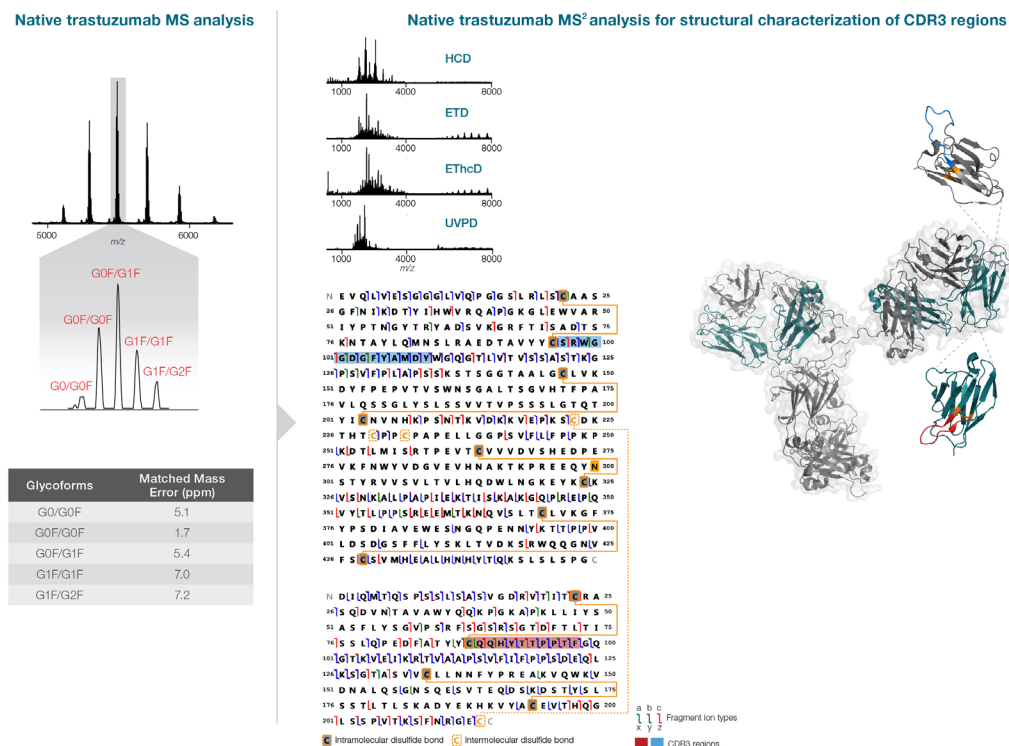 Native trastuzumab MS analysis
5000 6000
m/z
G0F/G1F
G0F/G0F
G1F/G1F
G1F/G2F
G0/G0F
Glycoforms Matched Mass Error (ppm)
G0/G0F 5.1
G0F/G0F 1.7
G0F/G1F 5.4
G1F/G1F 7.0
G1F/G2F 7.2
Native trastuzumab MS² analysis for structural characterization of CDR3 regions
HCD
1000 4000 8000
ETD
1000 4000 8000
EThcD
1000 4000 8000
UVPD
1000 4000 8000
m/z
N E V Q L V E S G G G L V Q P G G S L R L S C A A S 25
26 G F N I K D T Y I H W V R Q A P G K G L E W V A R 50
51 I Y P T N G Y T R Y A D S V K G R F T I S A D T S 75
76 K N T A Y L Q M N S L R A E D T A V Y Y C S R W G 100
101 G D G F Y A M D Y W G Q G T L V T V S S A S T K G 125
126 P S V F P L A P S S K S T S G G T A A L G C L V K 150
151 D Y F P E P V T V S W N S G A L T S G V H T F P A 175
176 V L Q S S G L Y S L S S V V T V P S S S L G T Q T 200
201 Y I C N V N H K P S N T K V D K K V E P K S C D K 225
226 T H T C P P C P A P E L L G G P S V F L F P P K P 250
251 K D T L M I S R T P E V T C V V V D V S H E D P E 275
276 V K F N W Y V D G V E V H N A K T K P R E E Q Y N 300
301 S T Y R V V S V L T V L H Q D W L N G K E Y K C K 325
326 V S N K A L P A P I E K T I S K A K G Q P R E P Q 350
351 V Y T L P P S R E E M T K N Q V S L T C L V K G F 375
376 Y P S D I A V E W E S N G Q P E N N Y K T T P P V 400
401 L D S D G S F F L Y S K L T V D K S R W Q Q G N V 425
426 F S C S V M H E A L H N H Y T Q K S L S L S P G C
N D I Q M T Q S P S S L S A S V G D R V T I T C R A 25
26 S Q D V N T A V A W Y Q Q K P G K A P K L L I Y S 50
51 A S F L Y S G V P S R F S G S R S G T D F T L T I 75
76 S S L Q P E D F A T Y Y C Q Q H Y T T P P T F G Q 100
101 G T K V E I K R T V A A P S V F I F P P S D E Q L 125
126 K S G T A S V V C L L N N F Y P R E A K V Q W K V 150
151 D N A L Q S G N S Q E S V T E Q D S K D S T Y S L 175
176 S S T L T L S K A D Y E K H K V Y A C E V T H Q G 200
201 L S S P V T K S F N R G E C C
C Intramolecular disulfide bond C Intermolecular disulfide bond
a b c
x y z
Fragment ion types
CDR3 regions